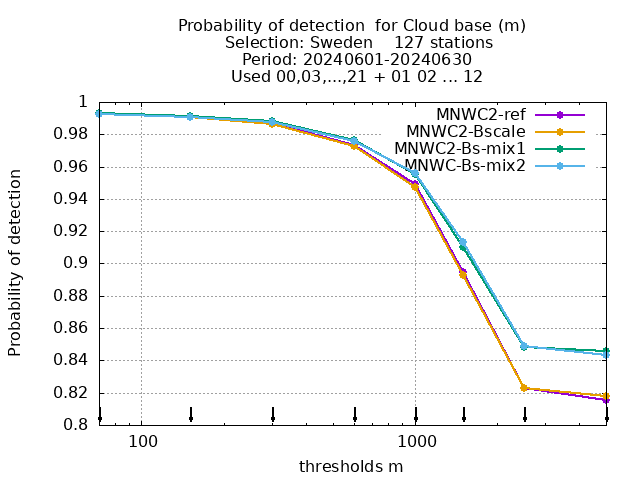 Probability of detection  for Cloud base (m)
Selection: Sweden    127 stations
Period: 20240601-20240630
Used 00,03,...,21 + 01 02 ... 12
MNWC2-ref
MNWC2-Bscale
MNWC2-Bs-mix1
MNWC-Bs-mix2
Probability of detection
1
0.98
0.96
0.94
0.92
0.9
0.88
0.86
0.84
0.82
0.8
100
1000
thresholds m